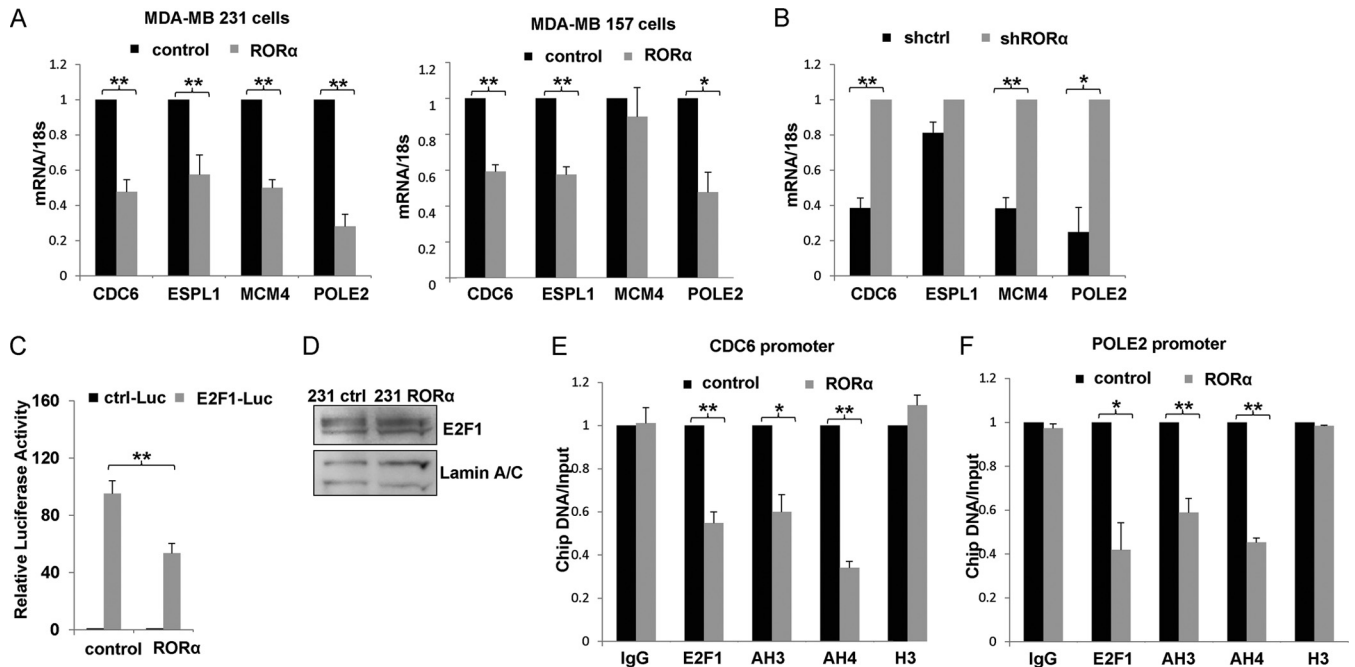 A
MDA-MB 231 cells
control RORα
mRNA/18s
** ** ** **
1
0.8
0.6
0.4
0.2
0
CDC6 ESPL1 MCM4 POLE2
MDA-MB 157 cells
control RORα
mRNA/18s
** ** *
1
0.8
0.6
0.4
0.2
0
CDC6 ESPL1 MCM4 POLE2
B
shctrl shRORα
mRNA/18s
** ** *
1
0.8
0.6
0.4
0.2
0
CDC6 ESPL1 MCM4 POLE2
C
ctrl-Luc E2F1-Luc
Relative Luciferase Activity
160
120
80
40
0
**
control RORα
D
231 ctrl 231 RORα
E2F1
Lamin A/C
E
CDC6 promoter
control RORα
Chip DNA/Input
** * **
1.2
1
0.8
0.6
0.4
0.2
0
IgG E2F1 AH3 AH4 H3
F
POLE2 promoter
control RORα
Chip DNA/Input
* ** **
1.2
1
0.8
0.6
0.4
0.2
0
IgG E2F1 AH3 AH4 H3